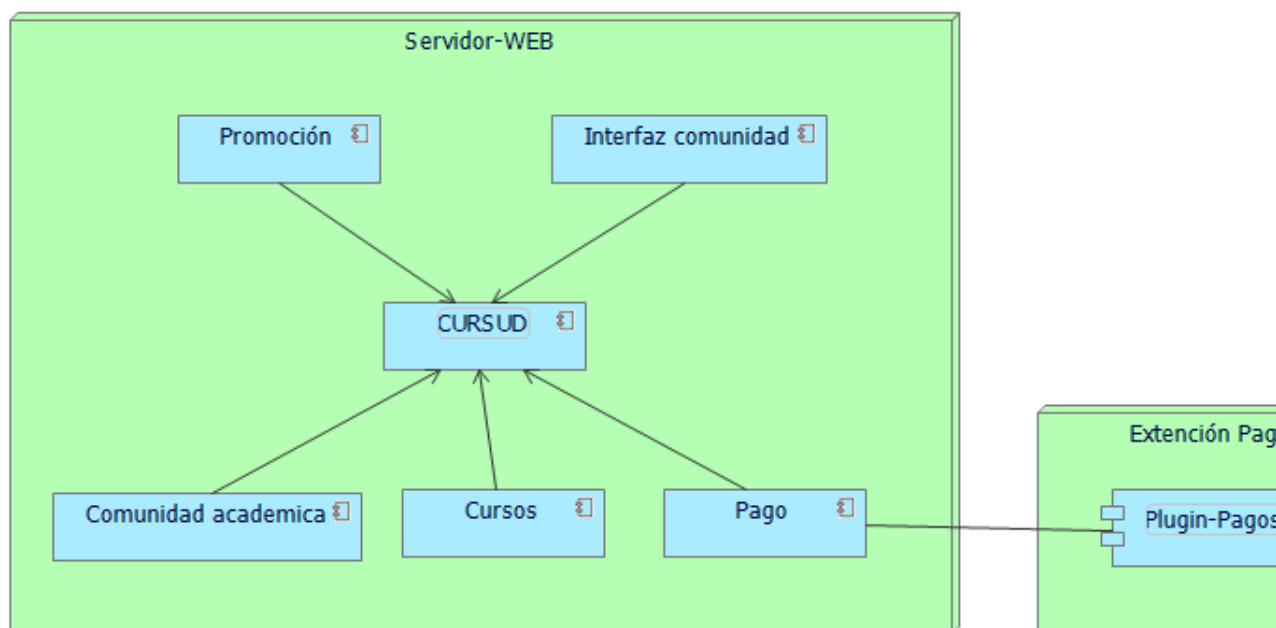 Servidor-WEB
Promoción
Interfaz comunidad
CURSUD
Extención Pag
Comunidad academica
Cursos
Pago
Plugin-Pagos